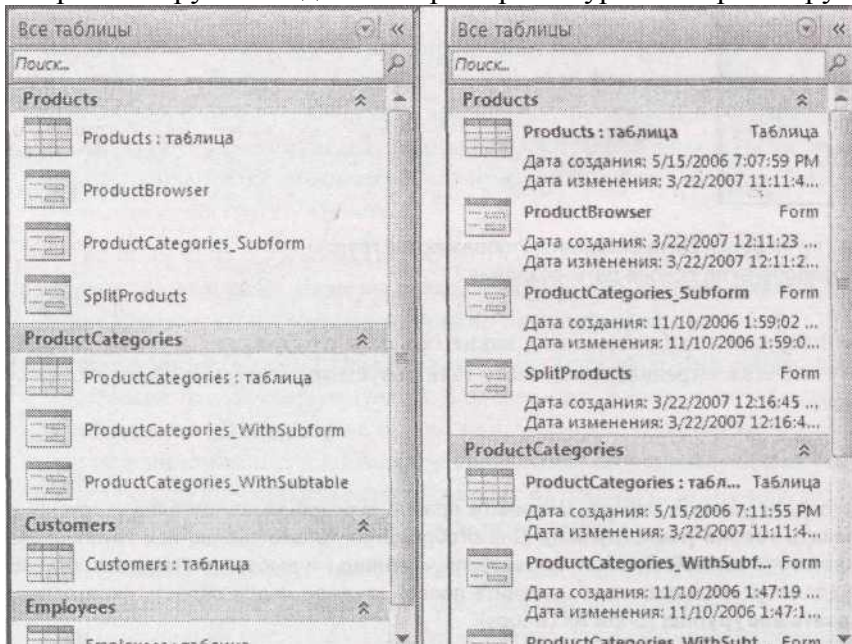 Все таблицы
Поиск...
Products
Products : таблица
ProductBrowser
ProductCategories_Subform
SplitProducts
ProductCategories
ProductCategories : таблица
ProductCategories_WithSubform
ProductCategories_WithSubtable
Customers
Customers : таблица
Employees
Все таблицы
Поиск...
Products
Products : таблица Таблица
Дата создания: 5/15/2006 7:07:59 PM
Дата изменения: 3/22/2007 11:11:4...
ProductBrowser Form
Дата создания: 3/22/2007 12:11:23 ...
Дата изменения: 3/22/2007 12:11:2...
ProductCategories_Subform Form
Дата создания: 11/10/2006 1:59:02 ...
Дата изменения: 11/10/2006 1:59:0...
SplitProducts Form
Дата создания: 3/22/2007 12:16:45 ...
Дата изменения: 3/22/2007 12:16:4...
ProductCategories
ProductCategories : табл... Таблица
Дата создания: 5/15/2006 7:11:55 PM
Дата изменения: 3/22/2007 11:11:4...
ProductCategories_WithSubf... Form
Дата создания: 11/10/2006 1:47:19 ...
Дата изменения: 11/10/2006 1:47:1...
ProductCategories_WithSubt... Form